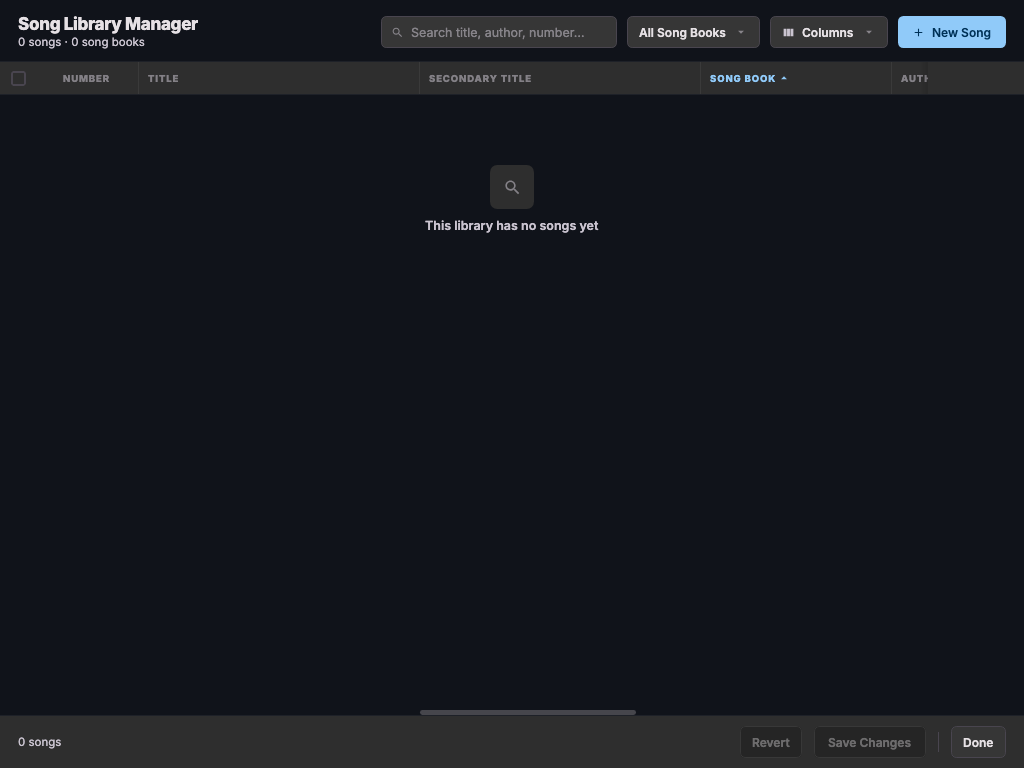 Song Library Manager
0 songs · 0 song books
Search title, author, number...
All Song Books
Columns
+ New Song
NUMBER
TITLE
SECONDARY TITLE
SONG BOOK
This library has no songs yet
0 songs
Revert
Save Changes
Done